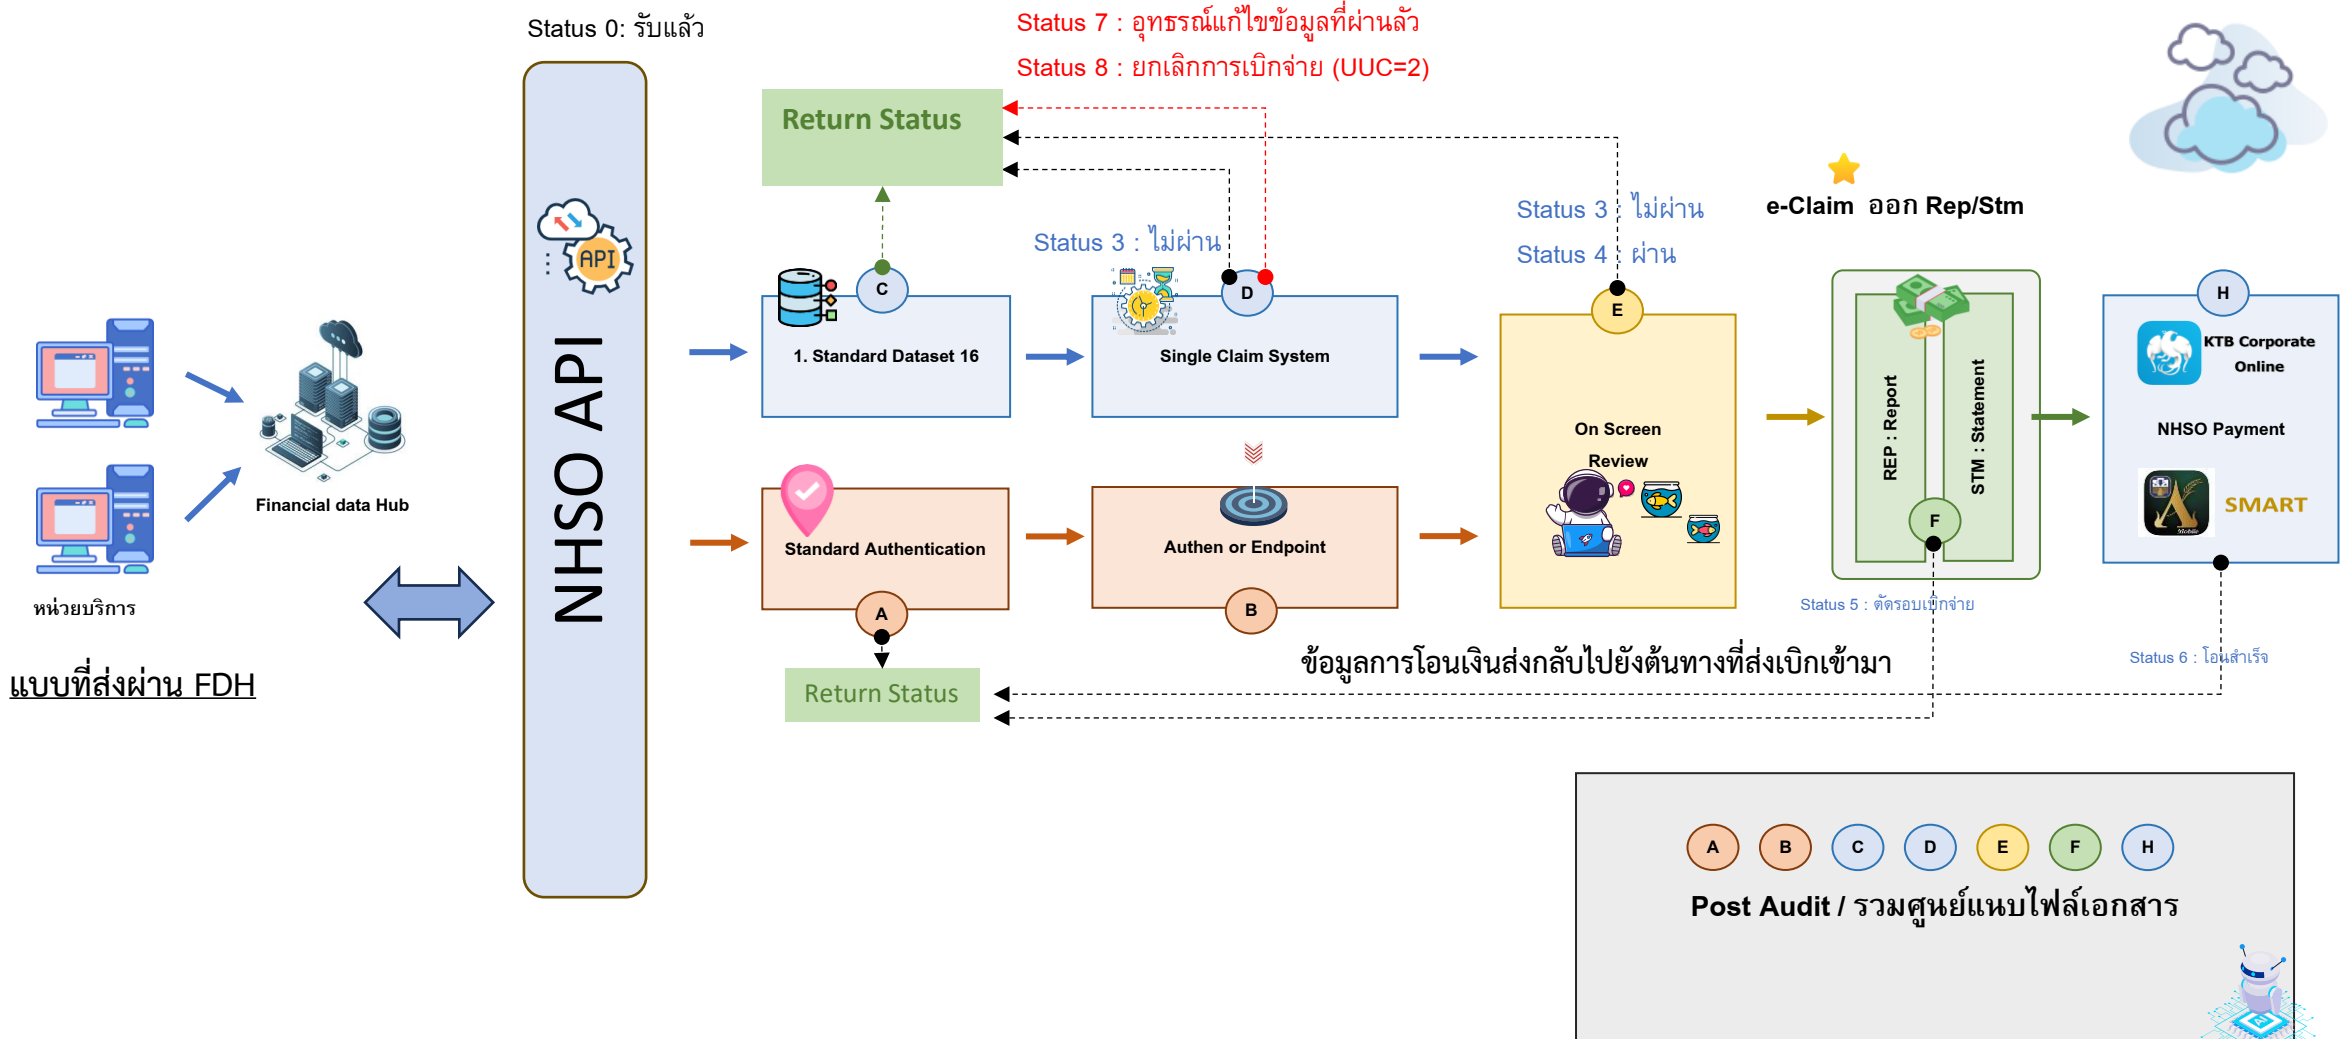 Status 0: รับแล้ว
Status 7 : อุทธรณ์แก้ไขข้อมูลที่ผ่านลัว
Status 8 : ยกเลิกการเบิกจ่าย (UUC=2)
Return Status
Status 3 : ไม่ผ่าน
Status 3 : ไม่ผ่าน
Status 4 : ผ่าน
e-Claim ออก Rep/Stm
API
NHSO API
C
1. Standard Dataset 16
D
Single Claim System
E
On Screen
Review
REP : Report
STM : Statement
F
H
KTB Corporate
Online
NHSO Payment
A
Mobile
SMART
Financial data Hub
หน่วยบริการ
แบบที่ส่งผ่าน FDH
Standard Authentication
A
Authen or Endpoint
B
Return Status
Status 5 : ตัดรอบเบิกจ่าย
Status 6 : โอนสำเร็จ
ข้อมูลการโอนเงินส่งกลับไปยังต้นทางที่ส่งเบิกเข้ามา
A B C D E F H
Post Audit / รวมศูนย์แนบไฟล์เอกสาร
AI